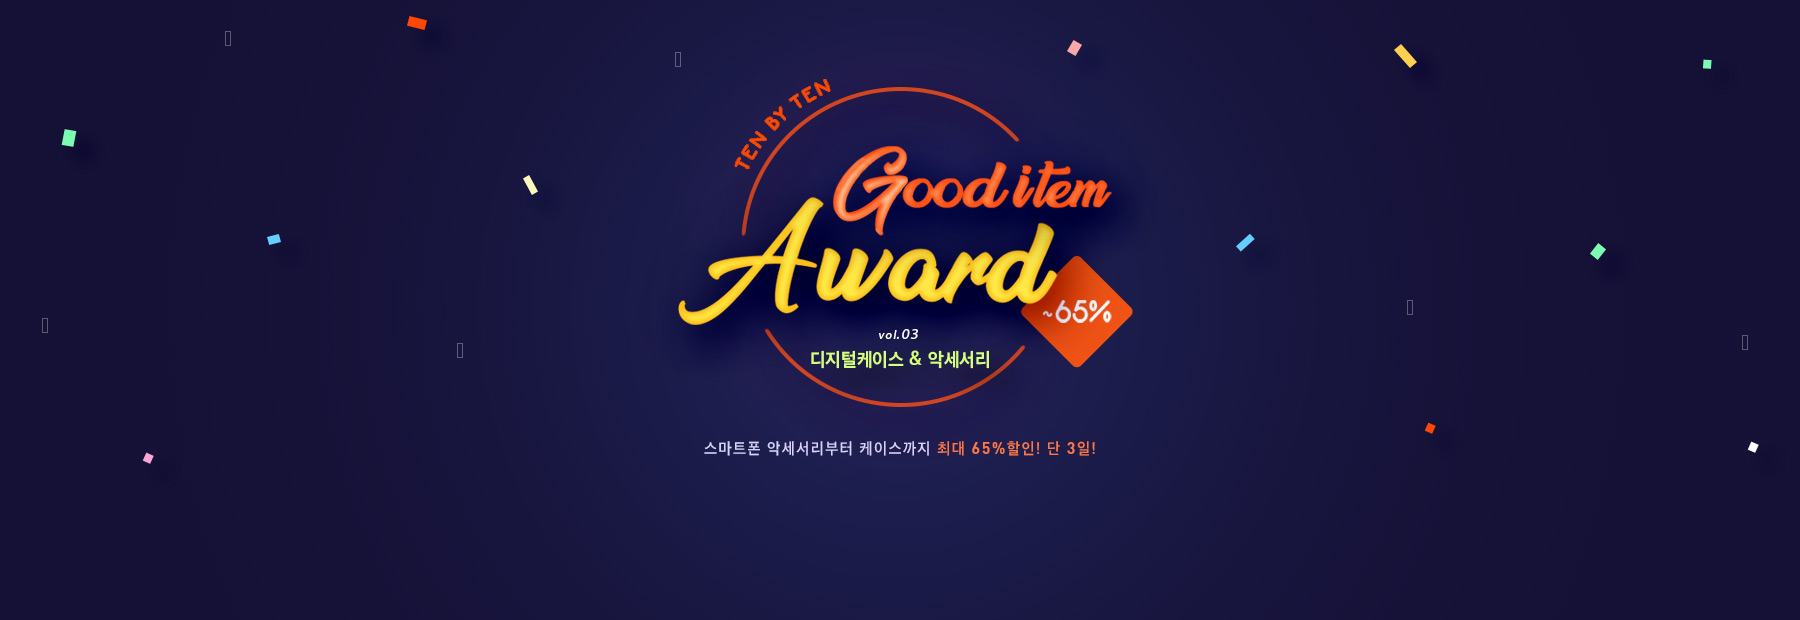 TEN BY TEN
Good item
Award
~65%
vol.03
디지털케이스 & 악세서리
스마트폰 악세서리부터 케이스까지 최대 65%할인! 단 3일!